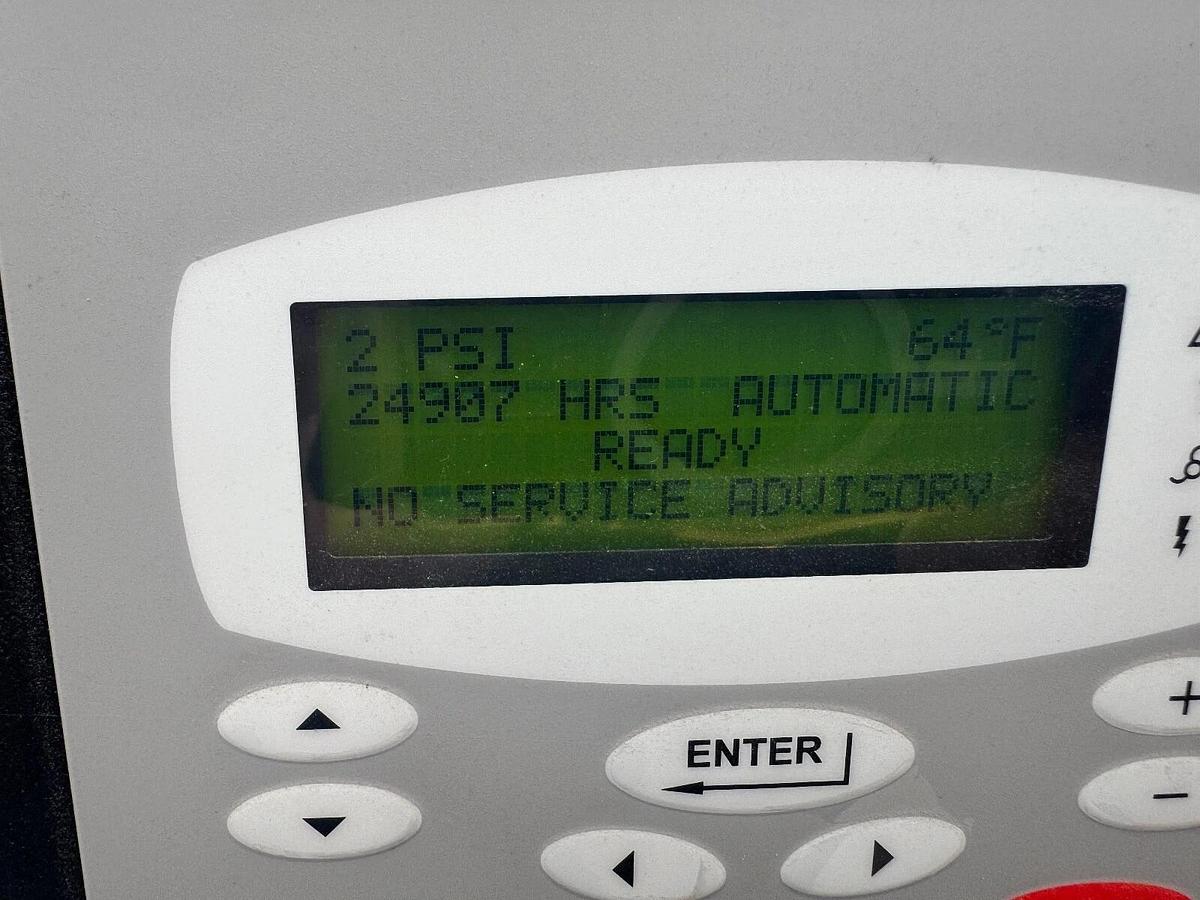 2 PSI 64°F
24907 HRS AUTOMATIC
READY
NO SERVICE ADVISORY
ENTER
+
-